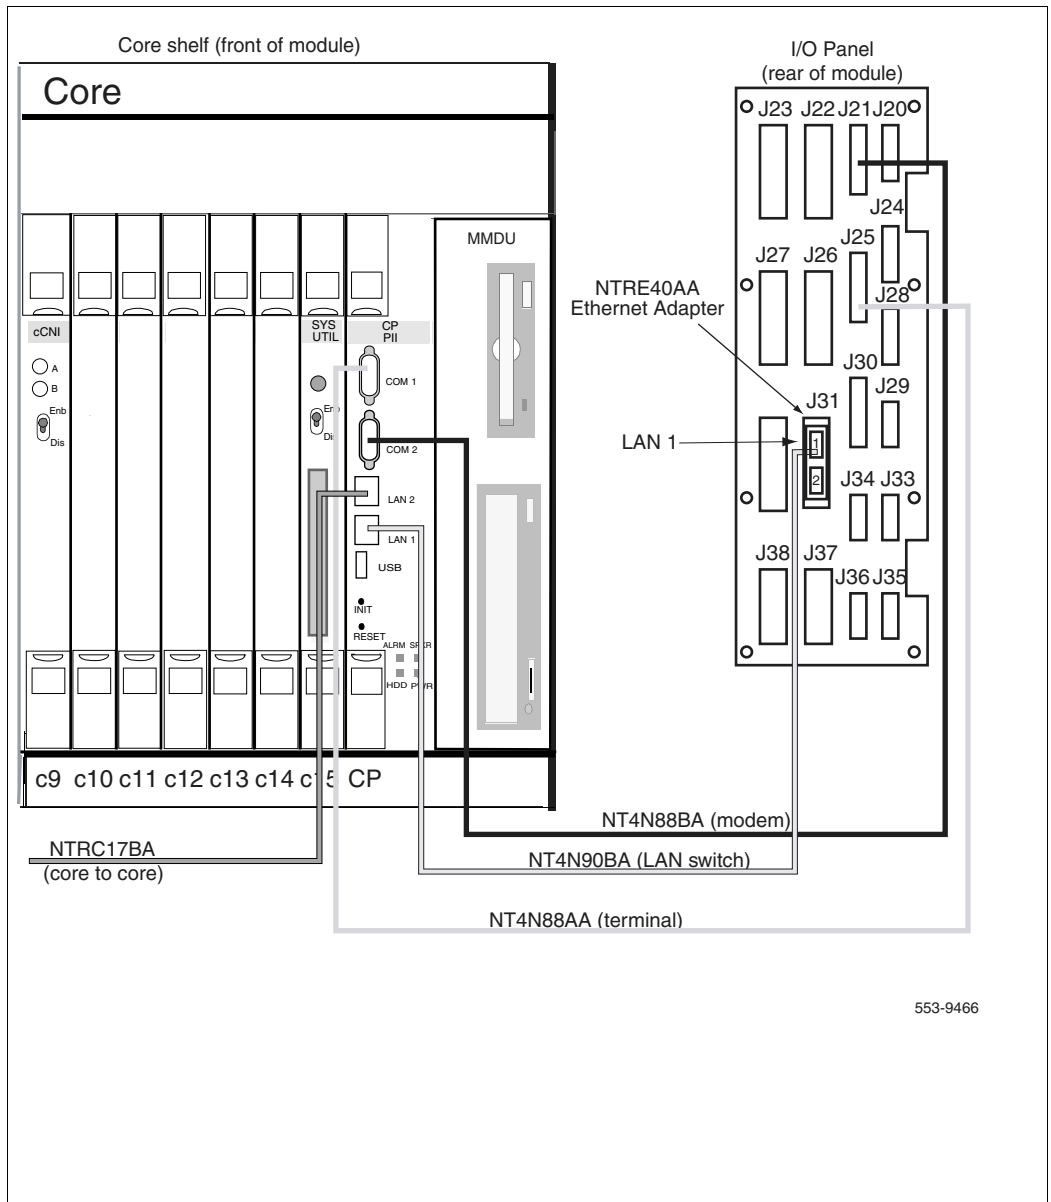 Core shelf (front of module)
I/O Panel
(rear of module)
Core
J23 J22 J21 J20
J24
J25
J27 J26
J28
MMDU
NTRE40AA
Ethernet Adapter
cCNI
SYS
UTIL
CP
PII
A
B
Enb
Dis
COM 1
COM 2
LAN 2
LAN 1
USB
INIT
RESET
ALRM
HDD
J30
J29
J31
LAN 1
1
2
J34 J33
J38 J37
J36 J35
c9 c10 c11 c12 c13 c14 c15 CP
NT4N88BA (modem)
NTRC17BA
(core to core)
NT4N90BA (LAN switch)
NT4N88AA (terminal)
553-9466